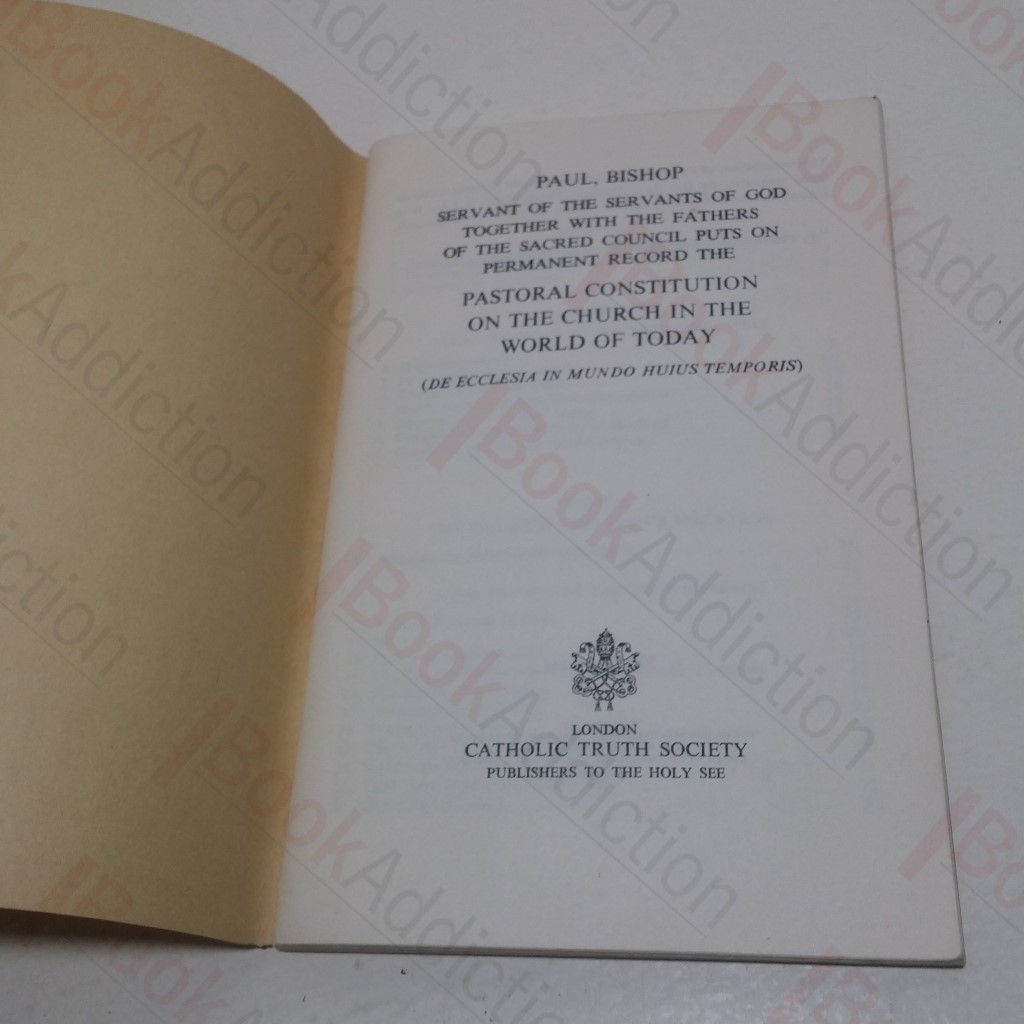 PAUL, BISHOP
SERVANT OF THE SERVANTS OF GOD
TOGETHER WITH THE FATHERS
OF THE SACRED COUNCIL PUTS ON
PERMANENT RECORD THE
PASTORAL CONSTITUTION
ON THE CHURCH IN THE
WORLD OF TODAY
(DE ECCLESIA IN MUNDO HUIUS TEMPORIS)
LONDON
CATHOLIC TRUTH SOCIETY
PUBLISHERS TO THE HOLY SEE
BookAddiction